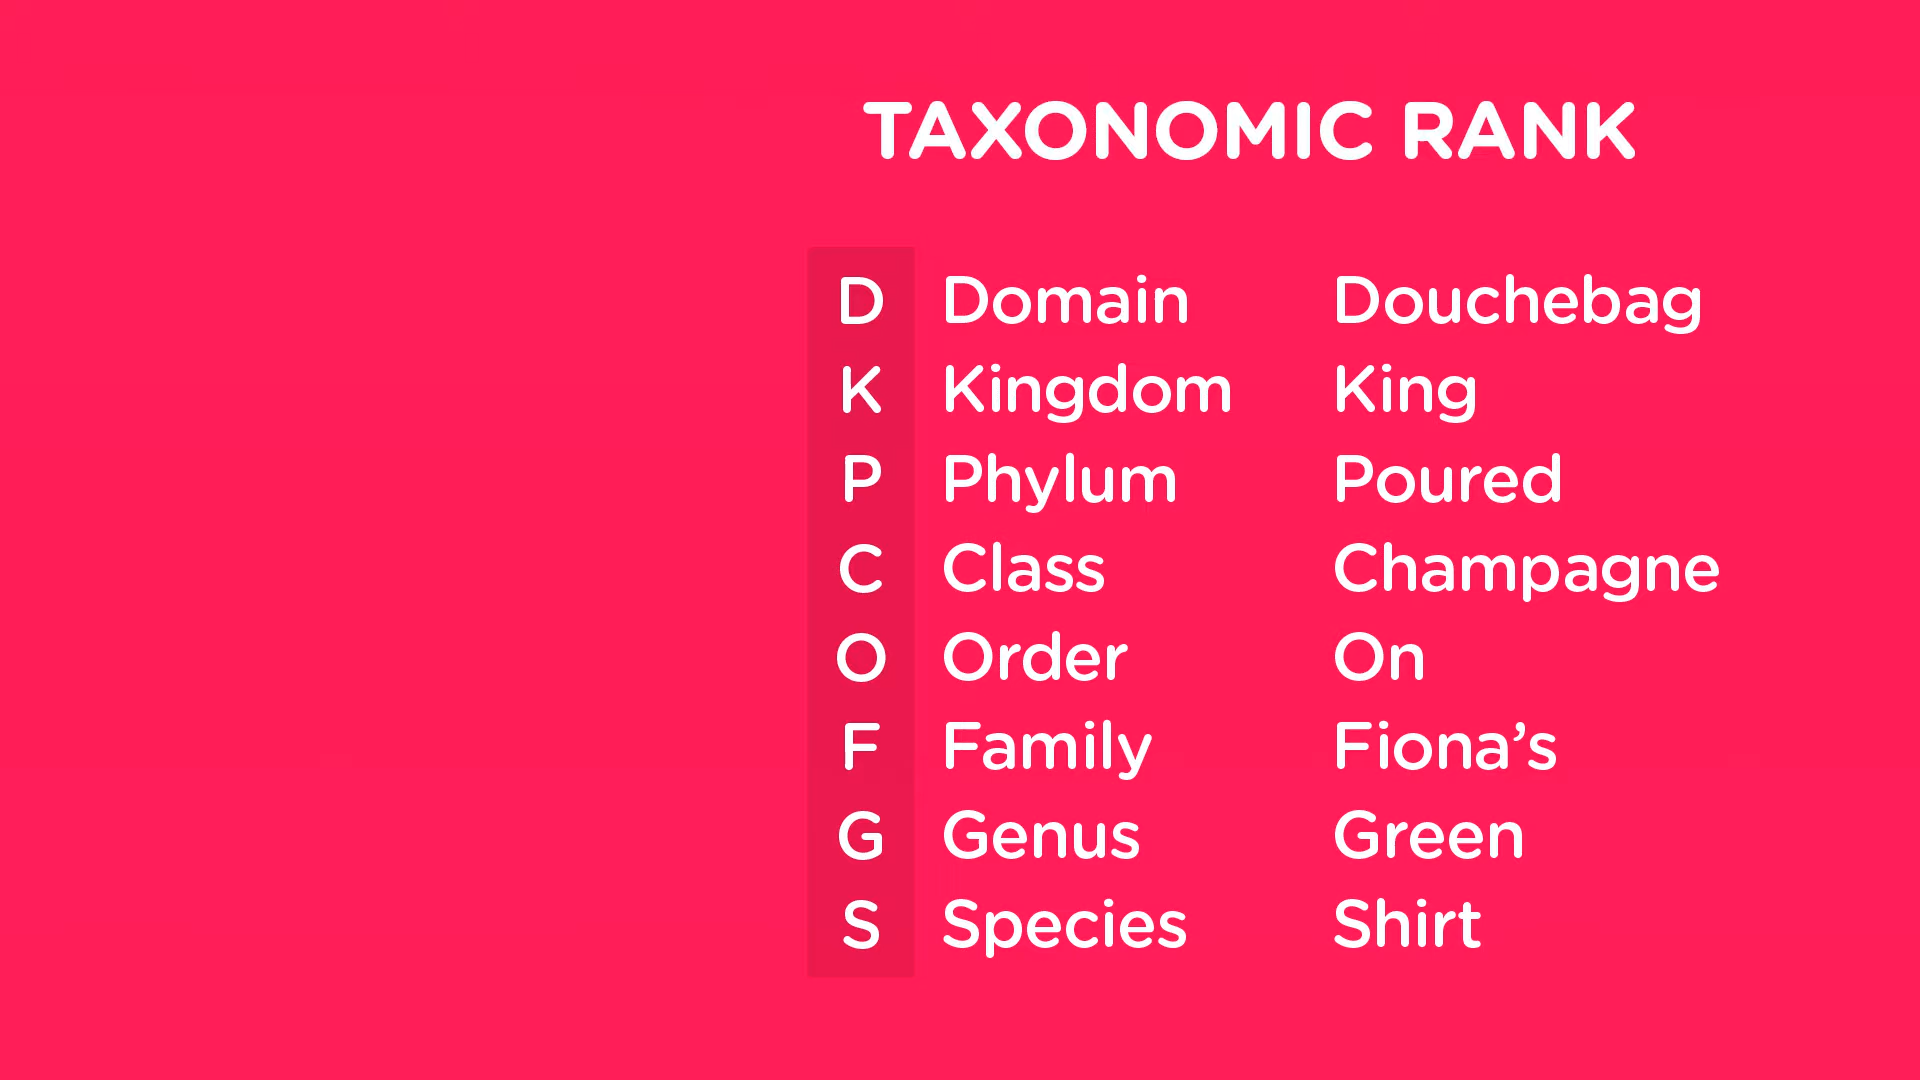 TAXONOMIC RANK
D Domain Douchebag
K Kingdom King
P Phylum Poured
C Class Champagne
O Order On
F Family Fiona’s
G Genus Green
S Species Shirt